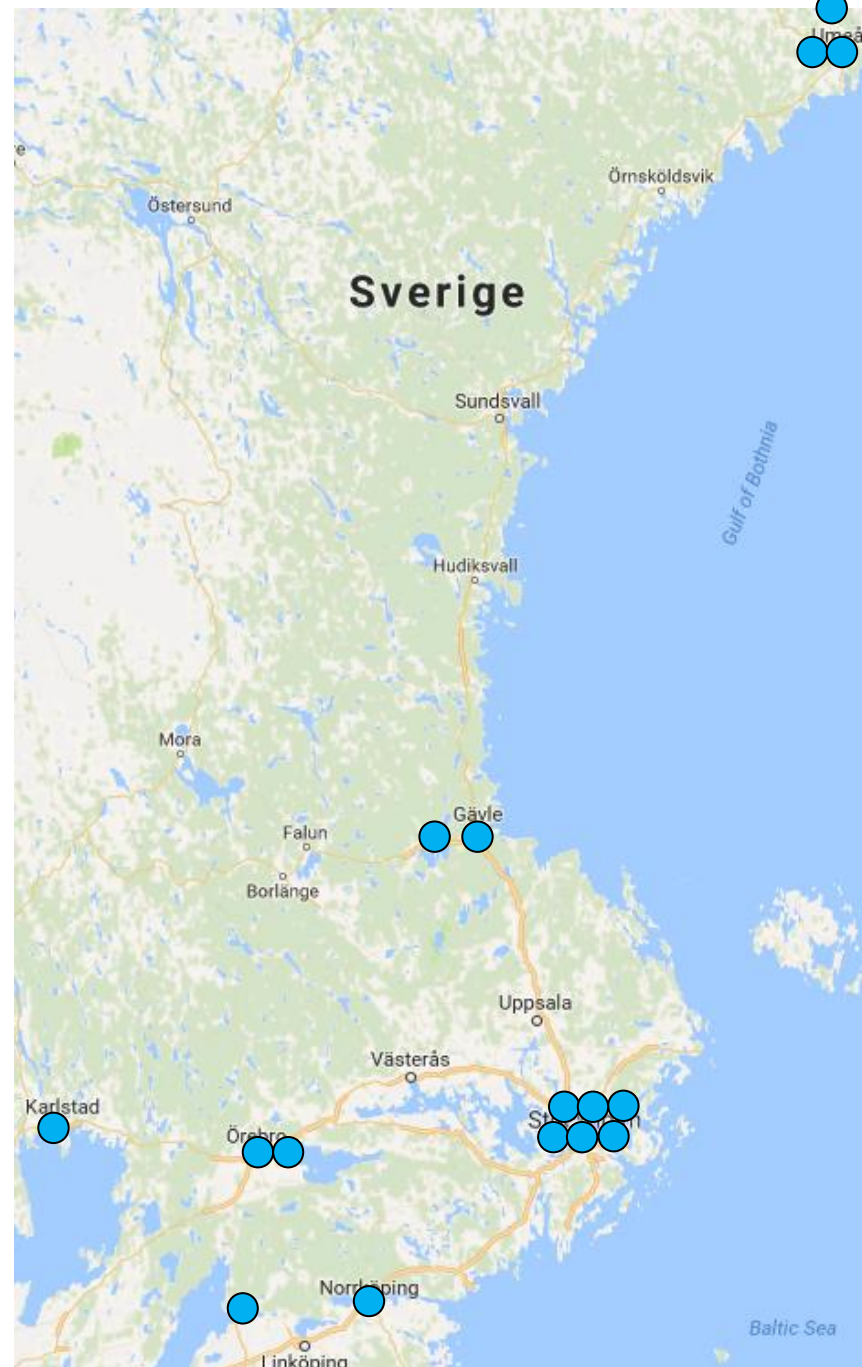 Umeå
Örnsköldsvik
Östersund
Sverige
Sundsvall
Gulf of Bothnia
Hudiksvall
Mora
Gävle
Falun
Borlänge
Uppsala
Västerås
Karlstad
Örebro
Norrköping
Baltic Sea
Linköping